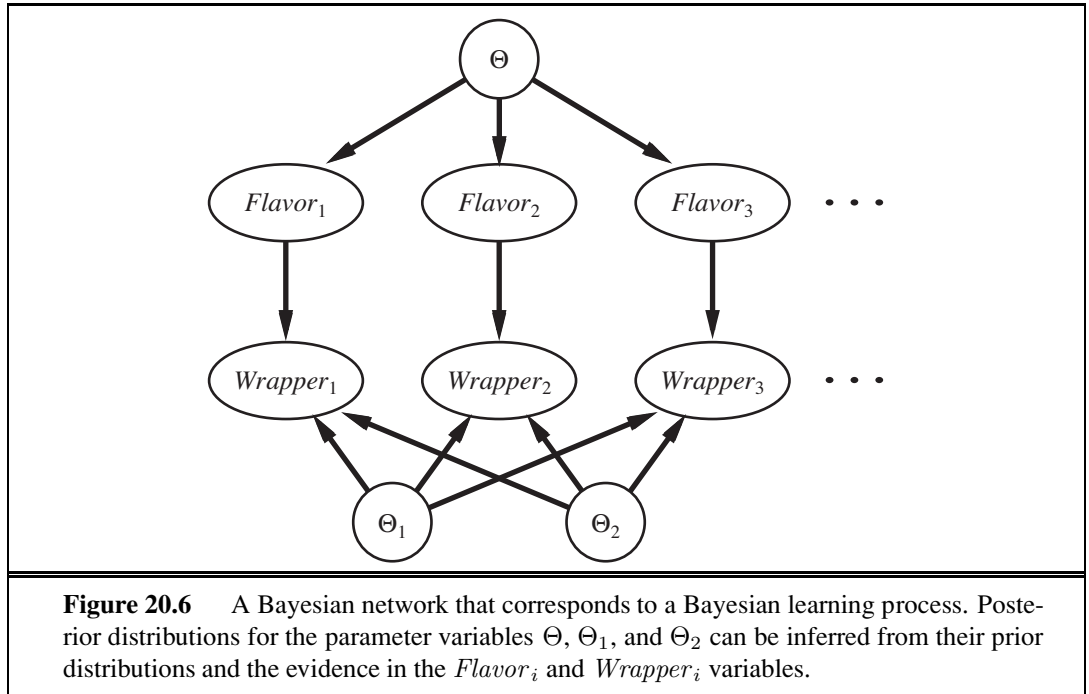 Θ
Flavor₁ Flavor₂ Flavor₃ . . .
Wrapper₁ Wrapper₂ Wrapper₃ . . .
Θ₁ Θ₂
Figure 20.6 A Bayesian network that corresponds to a Bayesian learning process. Poste-
rior distributions for the parameter variables Θ, Θ₁, and Θ₂ can be inferred from their prior
distributions and the evidence in the Flavorᵢ and Wrapperᵢ variables.